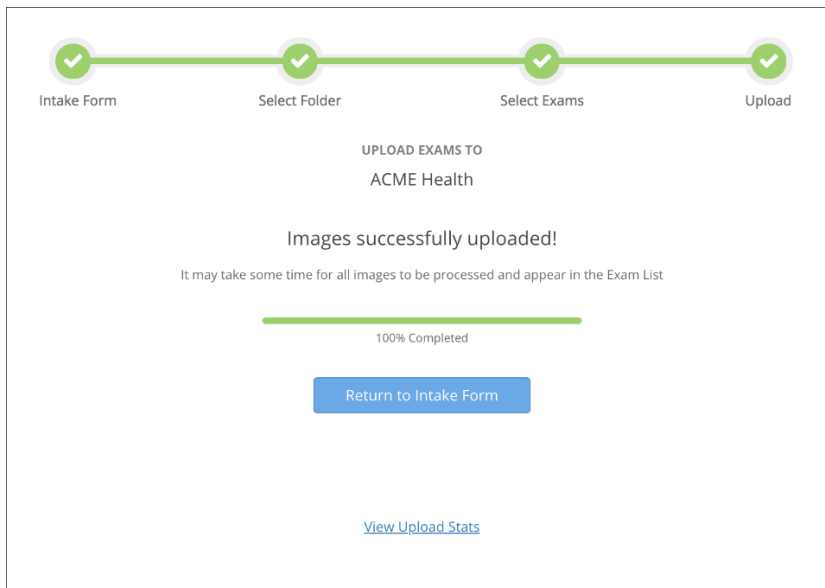 Intake Form Select Folder Select Exams Upload
UPLOAD EXAMS TO
ACME Health
Images successfully uploaded!
It may take some time for all images to be processed and appear in the Exam List
100% Completed
Return to Intake Form
View Upload Stats